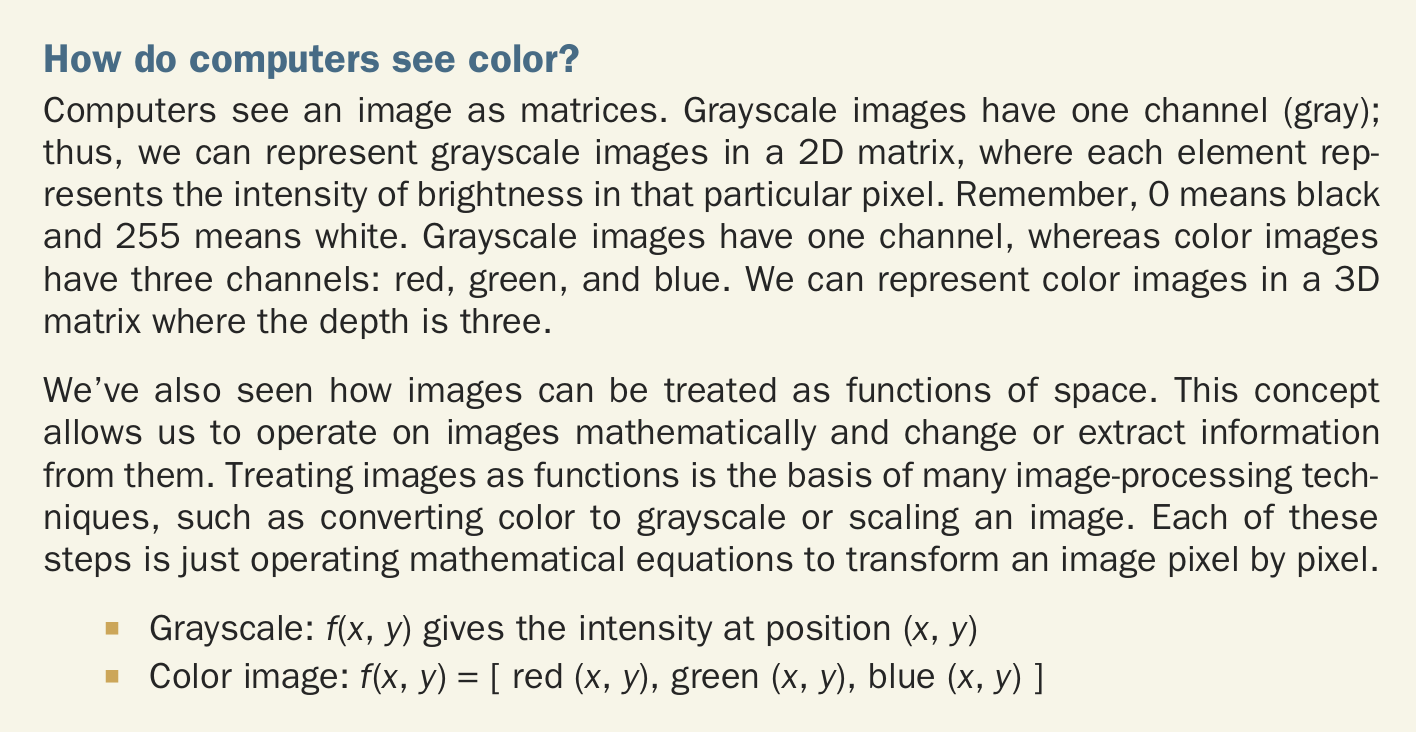 How do computers see color?
Computers see an image as matrices. Grayscale images have one channel (gray);
thus, we can represent grayscale images in a 2D matrix, where each element rep-
resents the intensity of brightness in that particular pixel. Remember, 0 means black
and 255 means white. Grayscale images have one channel, whereas color images
have three channels: red, green, and blue. We can represent color images in a 3D
matrix where the depth is three.
We’ve also seen how images can be treated as functions of space. This concept
allows us to operate on images mathematically and change or extract information
from them. Treating images as functions is the basis of many image-processing tech-
niques, such as converting color to grayscale or scaling an image. Each of these
steps is just operating mathematical equations to transform an image pixel by pixel.
■ Grayscale: f(x, y) gives the intensity at position (x, y)
■ Color image: f(x, y) = [ red (x, y), green (x, y), blue (x, y) ]